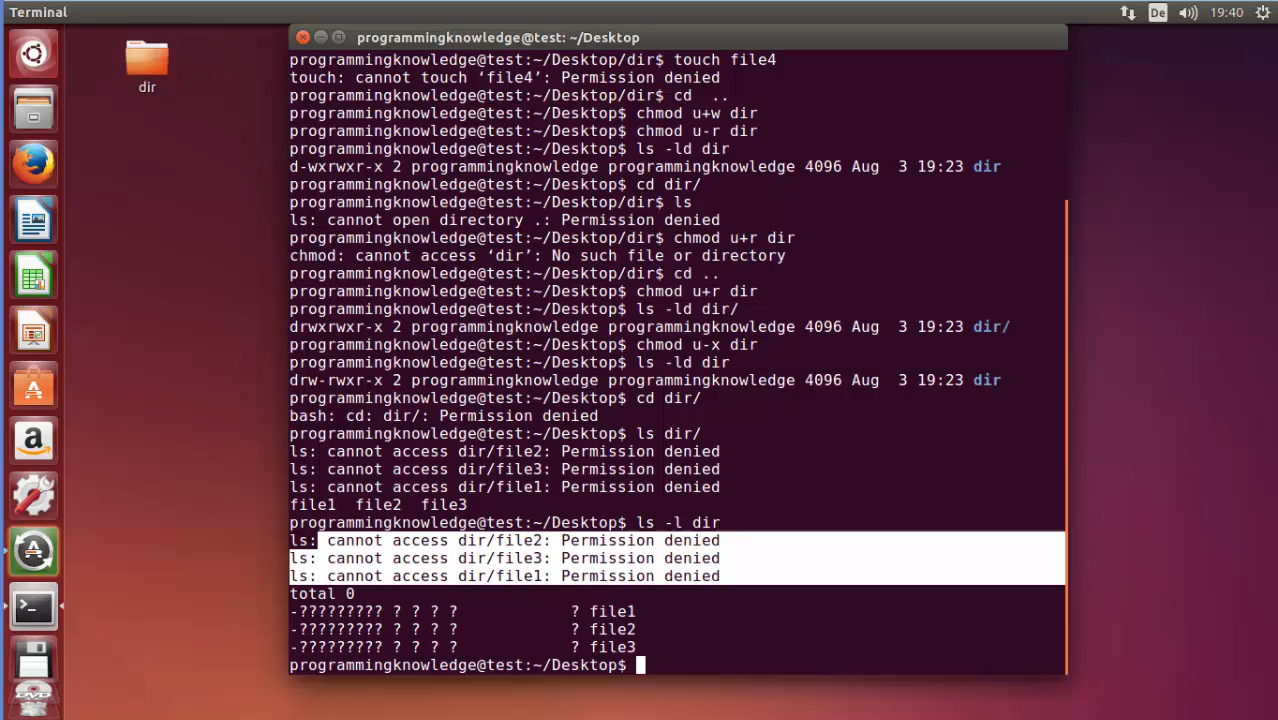 Terminal
De
19:40
dir
programmingknowledge@test: ~/Desktop
programmingknowledge@test:~/Desktop/dir$ touch file4
touch: cannot touch ‘file4’: Permission denied
programmingknowledge@test:~/Desktop/dir$ cd  ..
programmingknowledge@test:~/Desktop$ chmod u+w dir
programmingknowledge@test:~/Desktop$ chmod u-r dir
programmingknowledge@test:~/Desktop$ ls -ld dir
d-wxrwxr-x 2 programmingknowledge programmingknowledge 4096 Aug  3 19:23 dir
programmingknowledge@test:~/Desktop$ cd dir/
programmingknowledge@test:~/Desktop/dir$ ls
ls: cannot open directory .: Permission denied
programmingknowledge@test:~/Desktop/dir$ chmod u+r dir
chmod: cannot access ‘dir’: No such file or directory
programmingknowledge@test:~/Desktop/dir$ cd ..
programmingknowledge@test:~/Desktop$ chmod u+r dir
programmingknowledge@test:~/Desktop$ ls -ld dir/
drwxrwxr-x 2 programmingknowledge programmingknowledge 4096 Aug  3 19:23 dir/
programmingknowledge@test:~/Desktop$ chmod u-x dir
programmingknowledge@test:~/Desktop$ ls -ld dir
drw-rwxr-x 2 programmingknowledge programmingknowledge 4096 Aug  3 19:23 dir
programmingknowledge@test:~/Desktop$ cd dir/
bash: cd: dir/: Permission denied
programmingknowledge@test:~/Desktop$ ls dir/
ls: cannot access dir/file2: Permission denied
ls: cannot access dir/file3: Permission denied
ls: cannot access dir/file1: Permission denied
file1  file2  file3
programmingknowledge@test:~/Desktop$ ls -l dir
ls: cannot access dir/file2: Permission denied
ls: cannot access dir/file3: Permission denied
ls: cannot access dir/file1: Permission denied
total 0
-????????? ? ? ? ?            ? file1
-????????? ? ? ? ?            ? file2
-????????? ? ? ? ?            ? file3
programmingknowledge@test:~/Desktop$